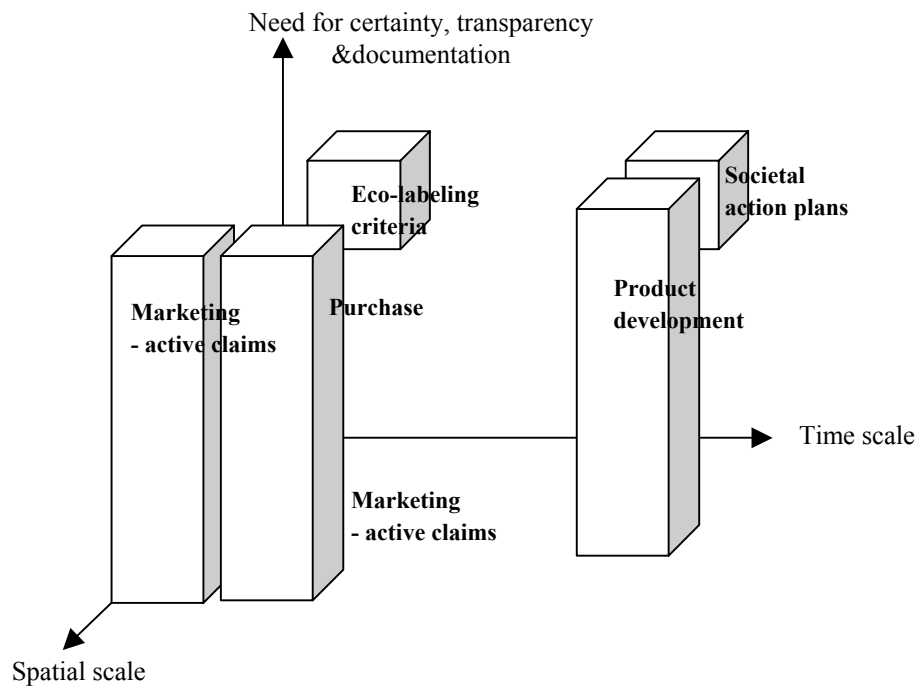 Need for certainty, transparency
&documentation
Eco-labeling
criteria
Societal
action plans
Marketing
- active claims
Purchase
Product
development
Time scale
Marketing
- active claims
Spatial scale